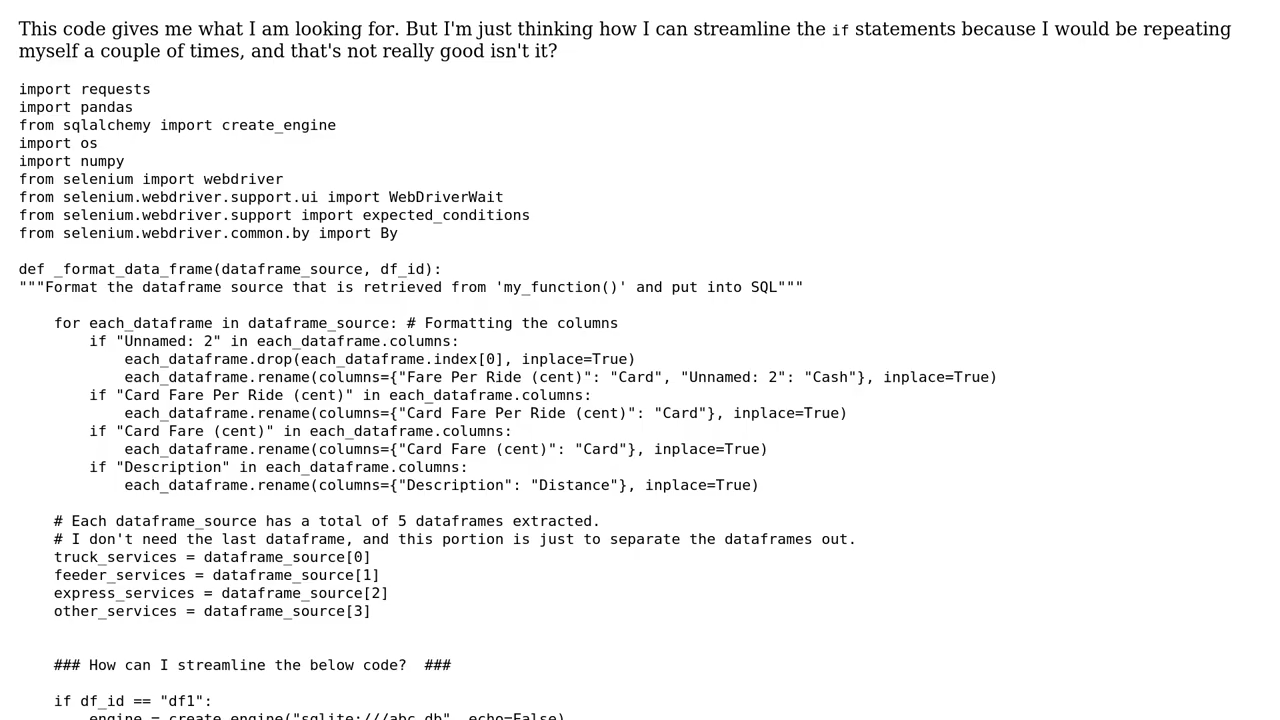 This code gives me what I am looking for. But I'm just thinking how I can streamline the if statements because I would be repeating
myself a couple of times, and that's not really good isn't it?
import requests
import pandas
from sqlalchemy import create_engine
import os
import numpy
from selenium import webdriver
from selenium.webdriver.support.ui import WebDriverWait
from selenium.webdriver.support import expected_conditions
from selenium.webdriver.common.by import By
def _format_data_frame(dataframe_source, df_id):
"""Format the dataframe source that is retrieved from 'my_function()' and put into SQL"""
    for each_dataframe in dataframe_source: # Formatting the columns
        if "Unnamed: 2" in each_dataframe.columns:
            each_dataframe.drop(each_dataframe.index[0], inplace=True)
            each_dataframe.rename(columns={"Fare Per Ride (cent)": "Card", "Unnamed: 2": "Cash"}, inplace=True)
        if "Card Fare Per Ride (cent)" in each_dataframe.columns:
            each_dataframe.rename(columns={"Card Fare Per Ride (cent)": "Card"}, inplace=True)
        if "Card Fare (cent)" in each_dataframe.columns:
            each_dataframe.rename(columns={"Card Fare (cent)": "Card"}, inplace=True)
        if "Description" in each_dataframe.columns:
            each_dataframe.rename(columns={"Description": "Distance"}, inplace=True)
    # Each dataframe_source has a total of 5 dataframes extracted.
    # I don't need the last dataframe, and this portion is just to separate the dataframes out.
    truck_services = dataframe_source[0]
    feeder_services = dataframe_source[1]
    express_services = dataframe_source[2]
    other_services = dataframe_source[3]
    ### How can I streamline the below code?  ###
    if df_id == "df1":
        engine = create_engine("sqlite:///abc.db", echo=False)